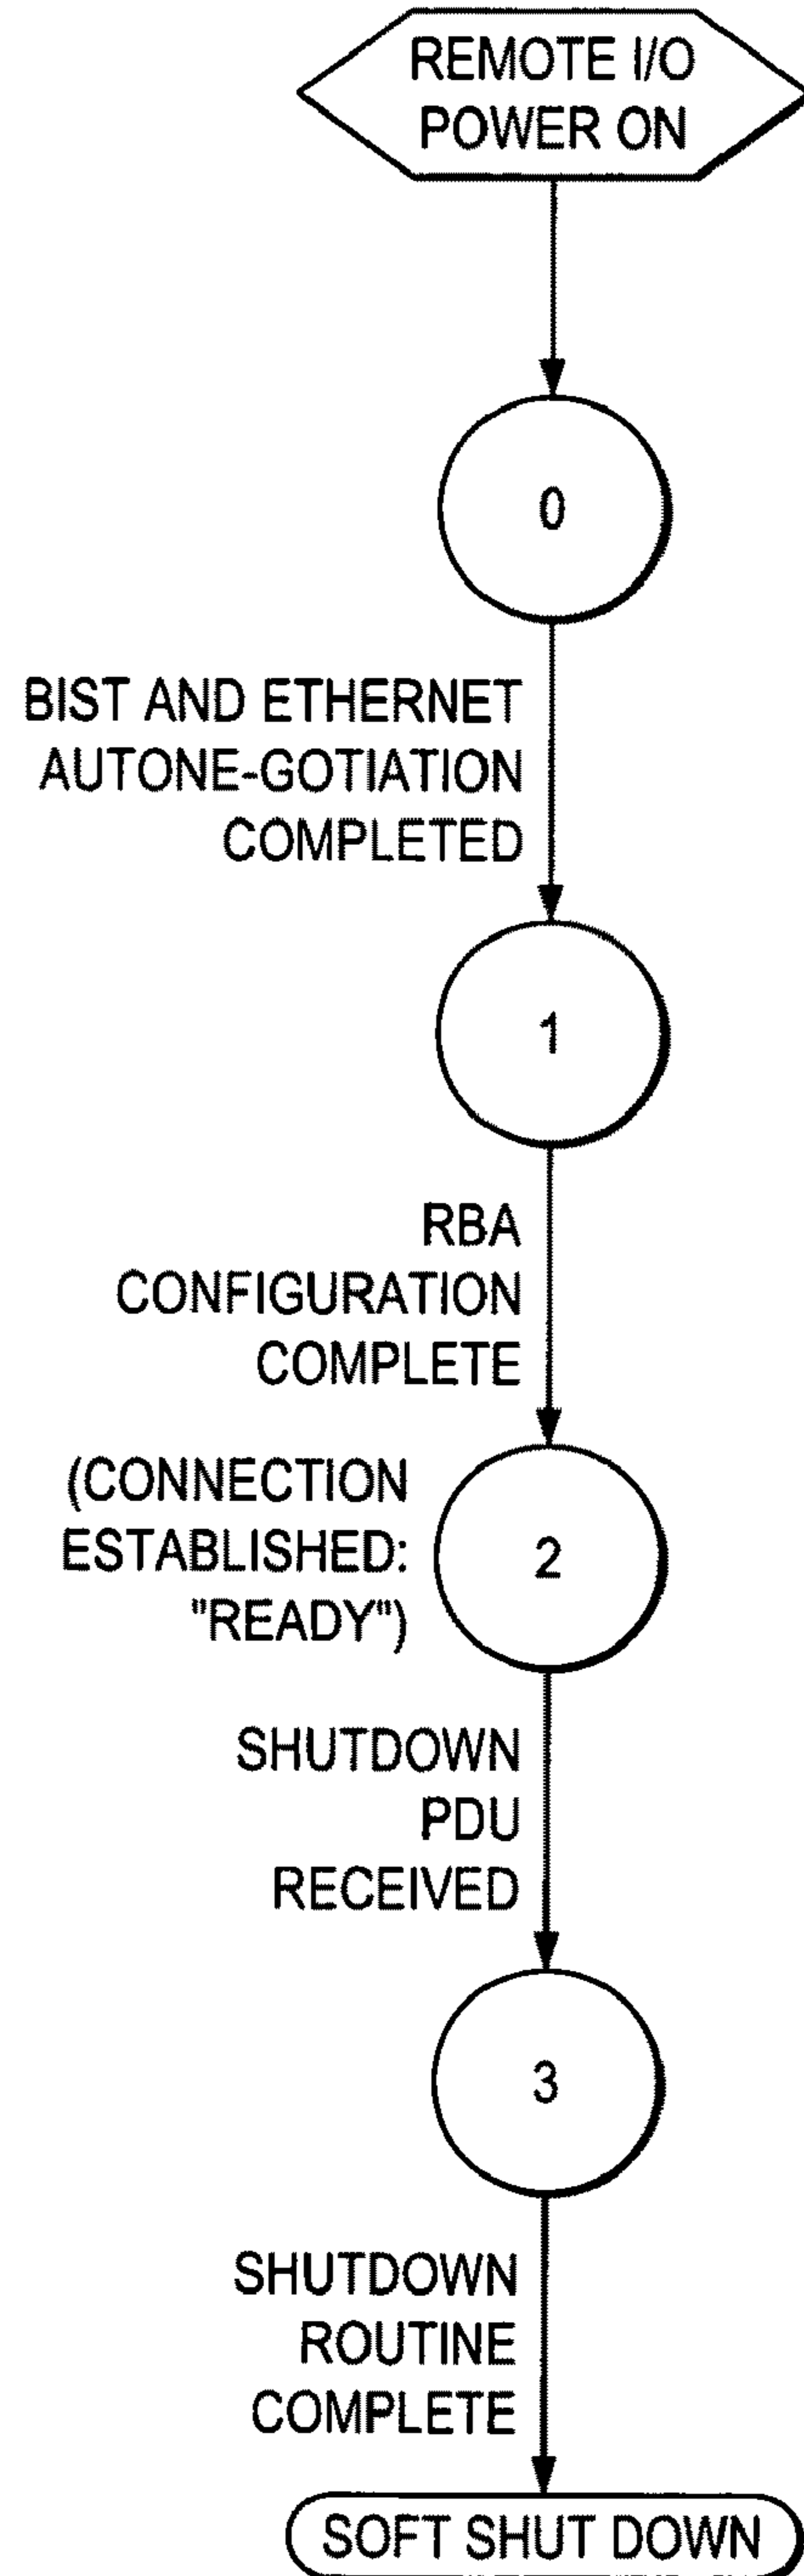 REMOTE I/O
POWER ON
0
BIST AND ETHERNET
AUTONE-GOTIATION
COMPLETED
1
RBA
CONFIGURATION
COMPLETE
(CONNECTION
ESTABLISHED:
"READY")
2
SHUTDOWN
PDU
RECEIVED
3
SHUTDOWN
ROUTINE
COMPLETE
SOFT SHUT DOWN